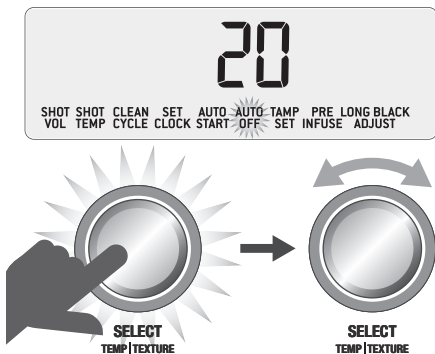 20
SHOT SHOT CLEAN SET AUTO AUTO TAMP PRE LONG BLACK
VOL TEMP CYCLE CLOCK START OFF SET INFUSE ADJUST
SELECT SELECT
TEMP|TEXTURE TEMP|TEXTURE